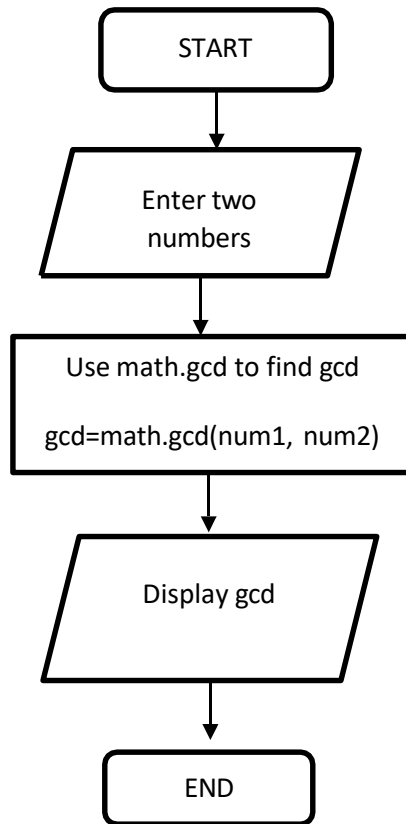 START
Enter two
numbers
Use math.gcd to find gcd
gcd=math.gcd(num1, num2)
Display gcd
END